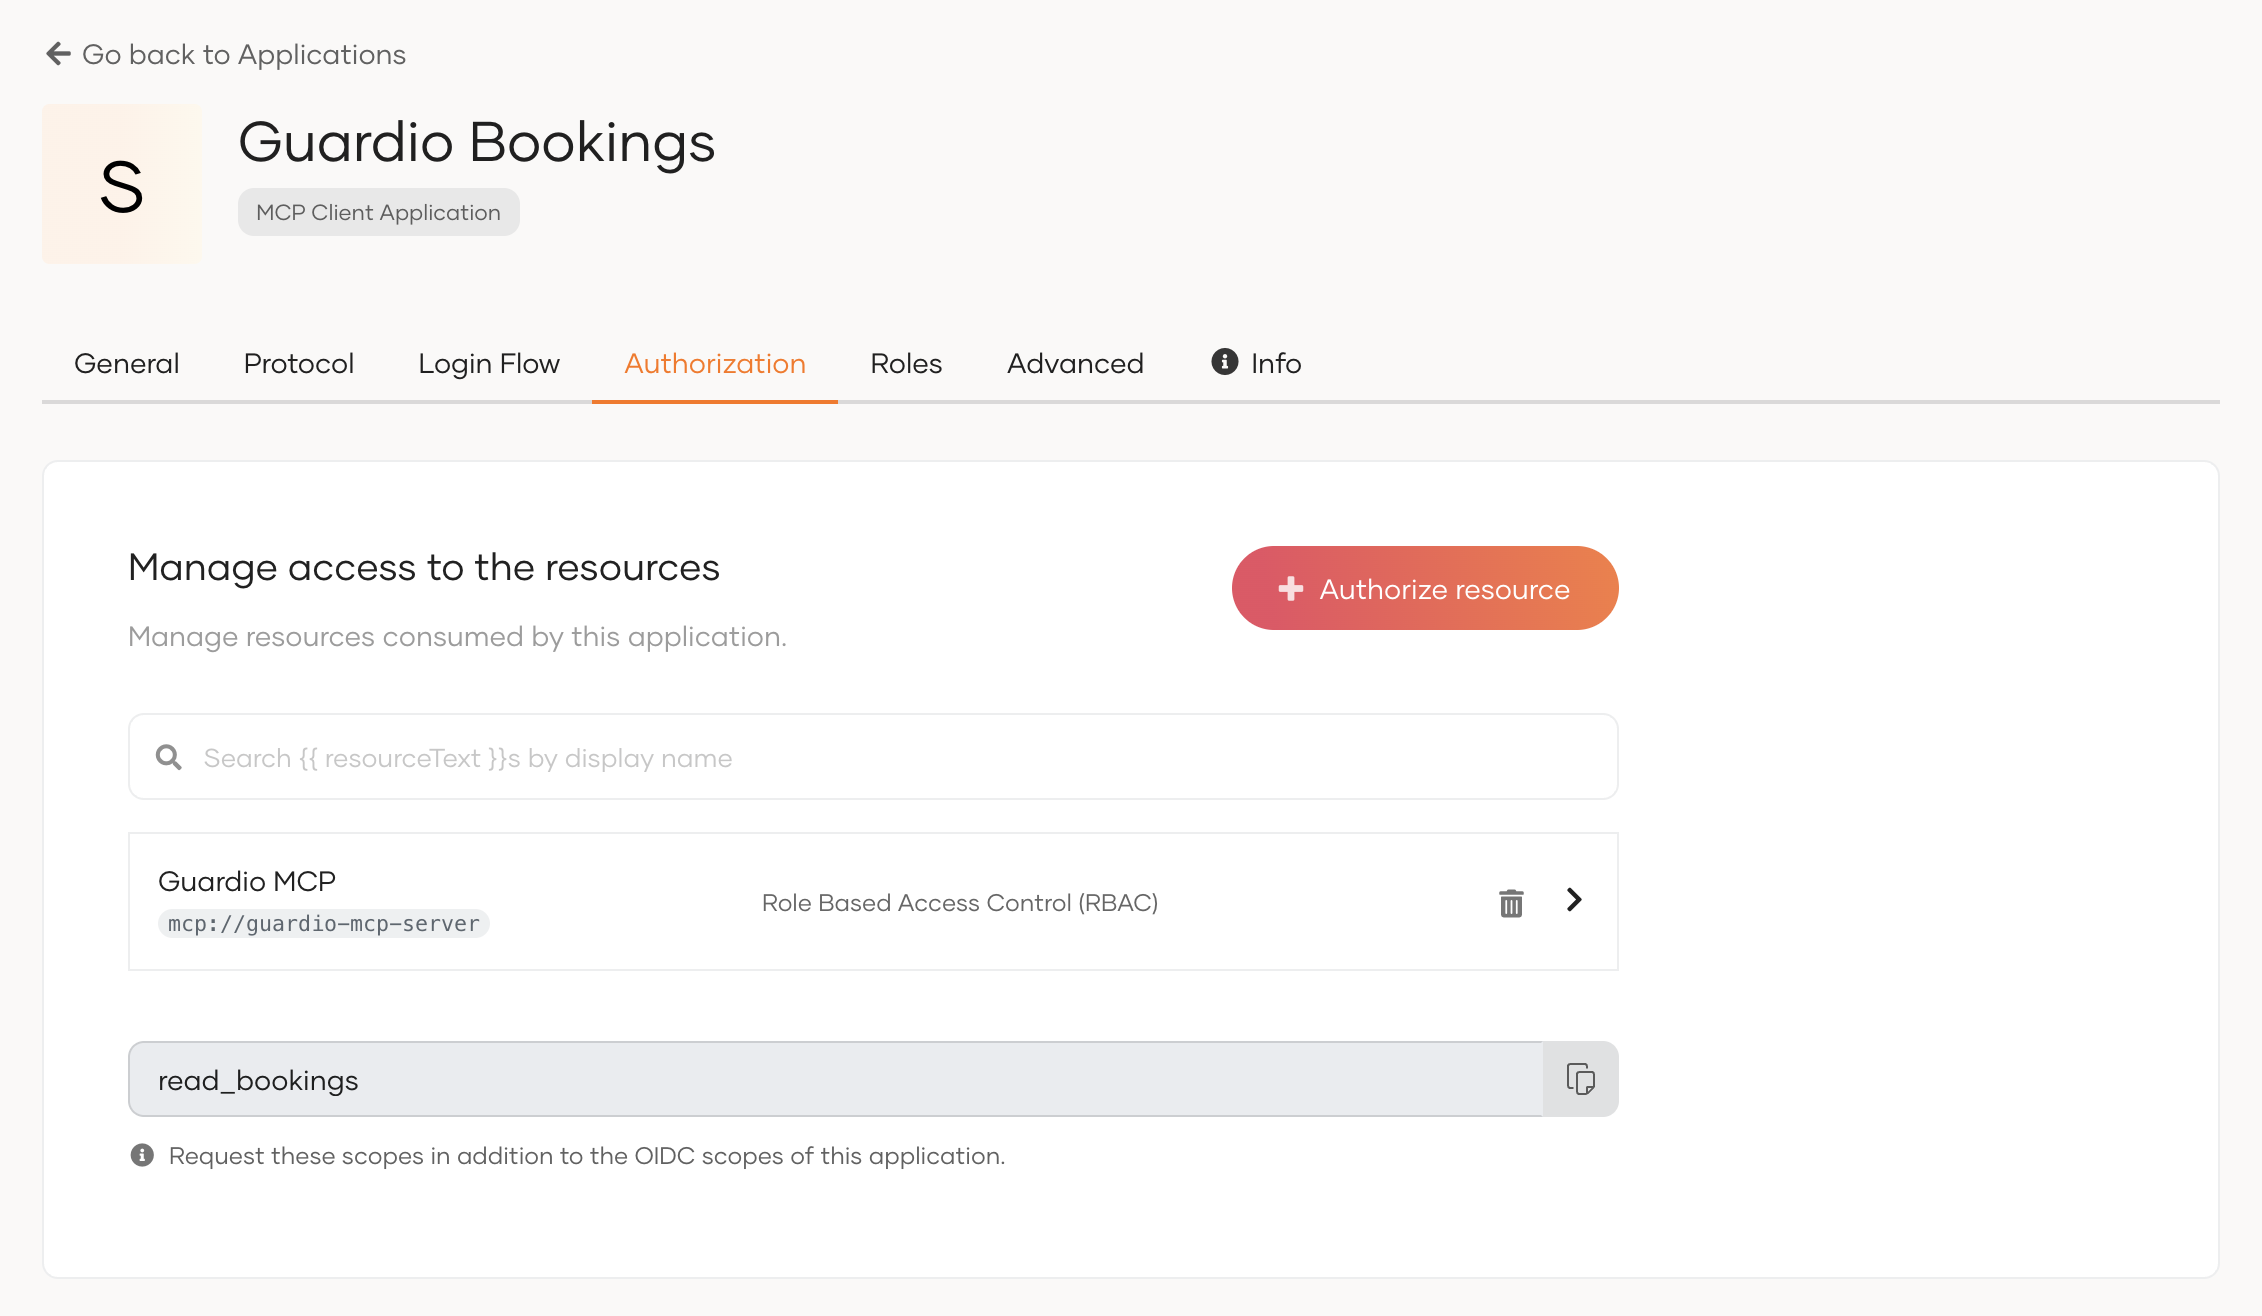 Go back to Applications
S
Guardio Bookings
MCP Client Application
General Protocol Login Flow Authorization Roles Advanced Info
Manage access to the resources
Authorize resource
Manage resources consumed by this application.
Search {{ resourceText }}s by display name
Guardio MCP
mcp://guardio-mcp-server
Role Based Access Control (RBAC)
read_bookings
Request these scopes in addition to the OIDC scopes of this application.